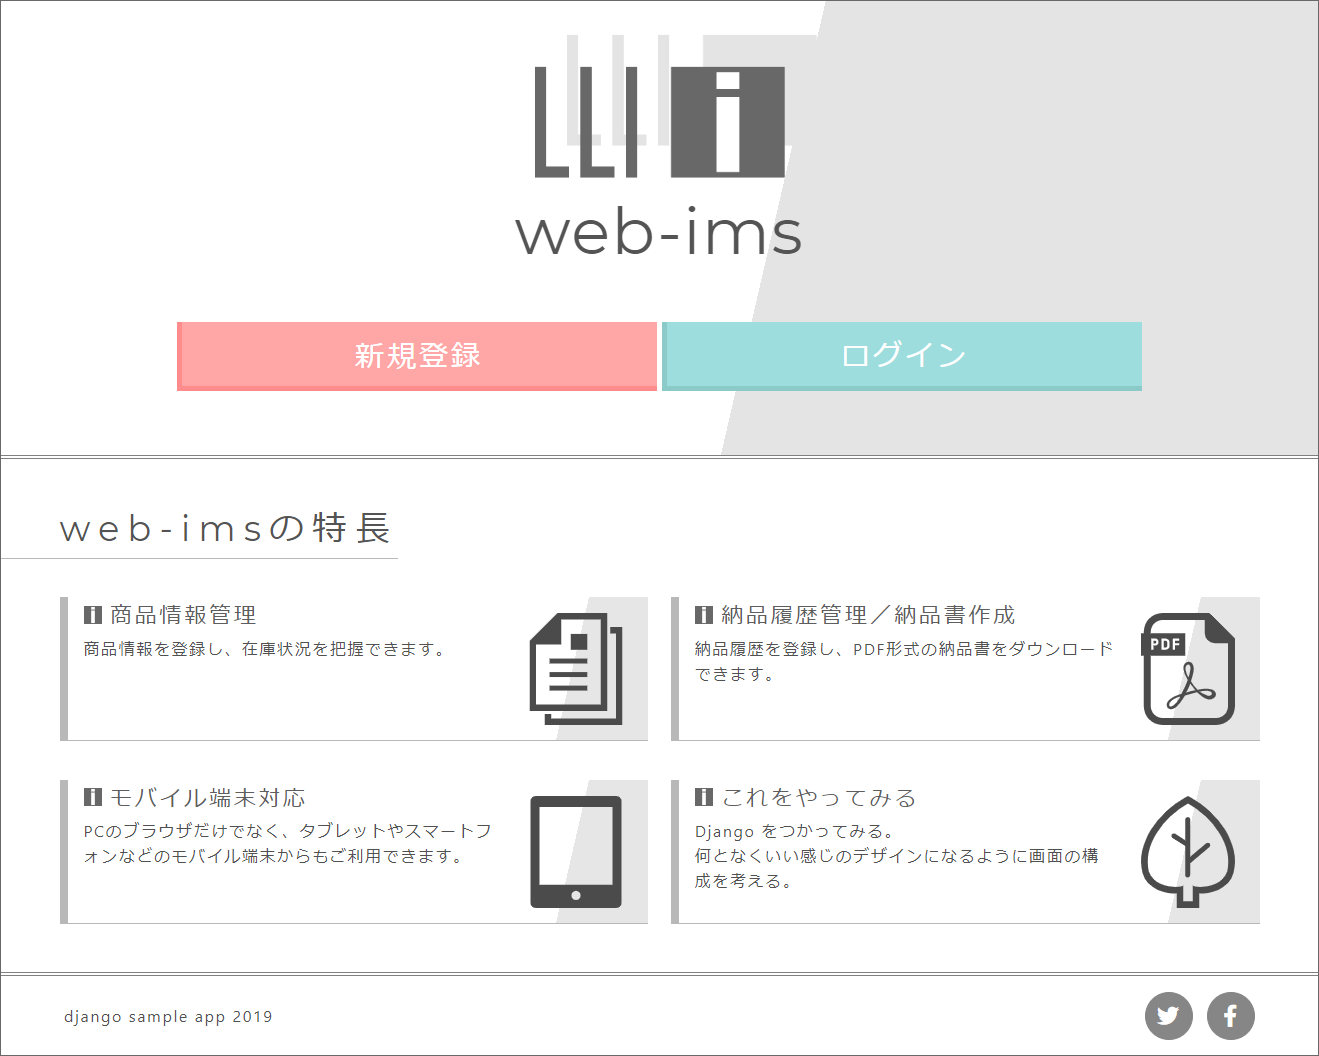 i
web-ims
新規登録
ログイン
web-imsの特長
i 商品情報管理
商品情報を登録し、在庫状況を把握できます。
i 納品履歴管理／納品書作成
納品履歴を登録し、PDF形式の納品書をダウンロード
できます。
PDF
i モバイル端末対応
PCのブラウザだけでなく、タブレットやスマートフ
ォンなどのモバイル端末からもご利用できます。
i これをやってみる
Django をつかってみる。
何となくいい感じのデザインになるように画面の構
成を考える。
django sample app 2019